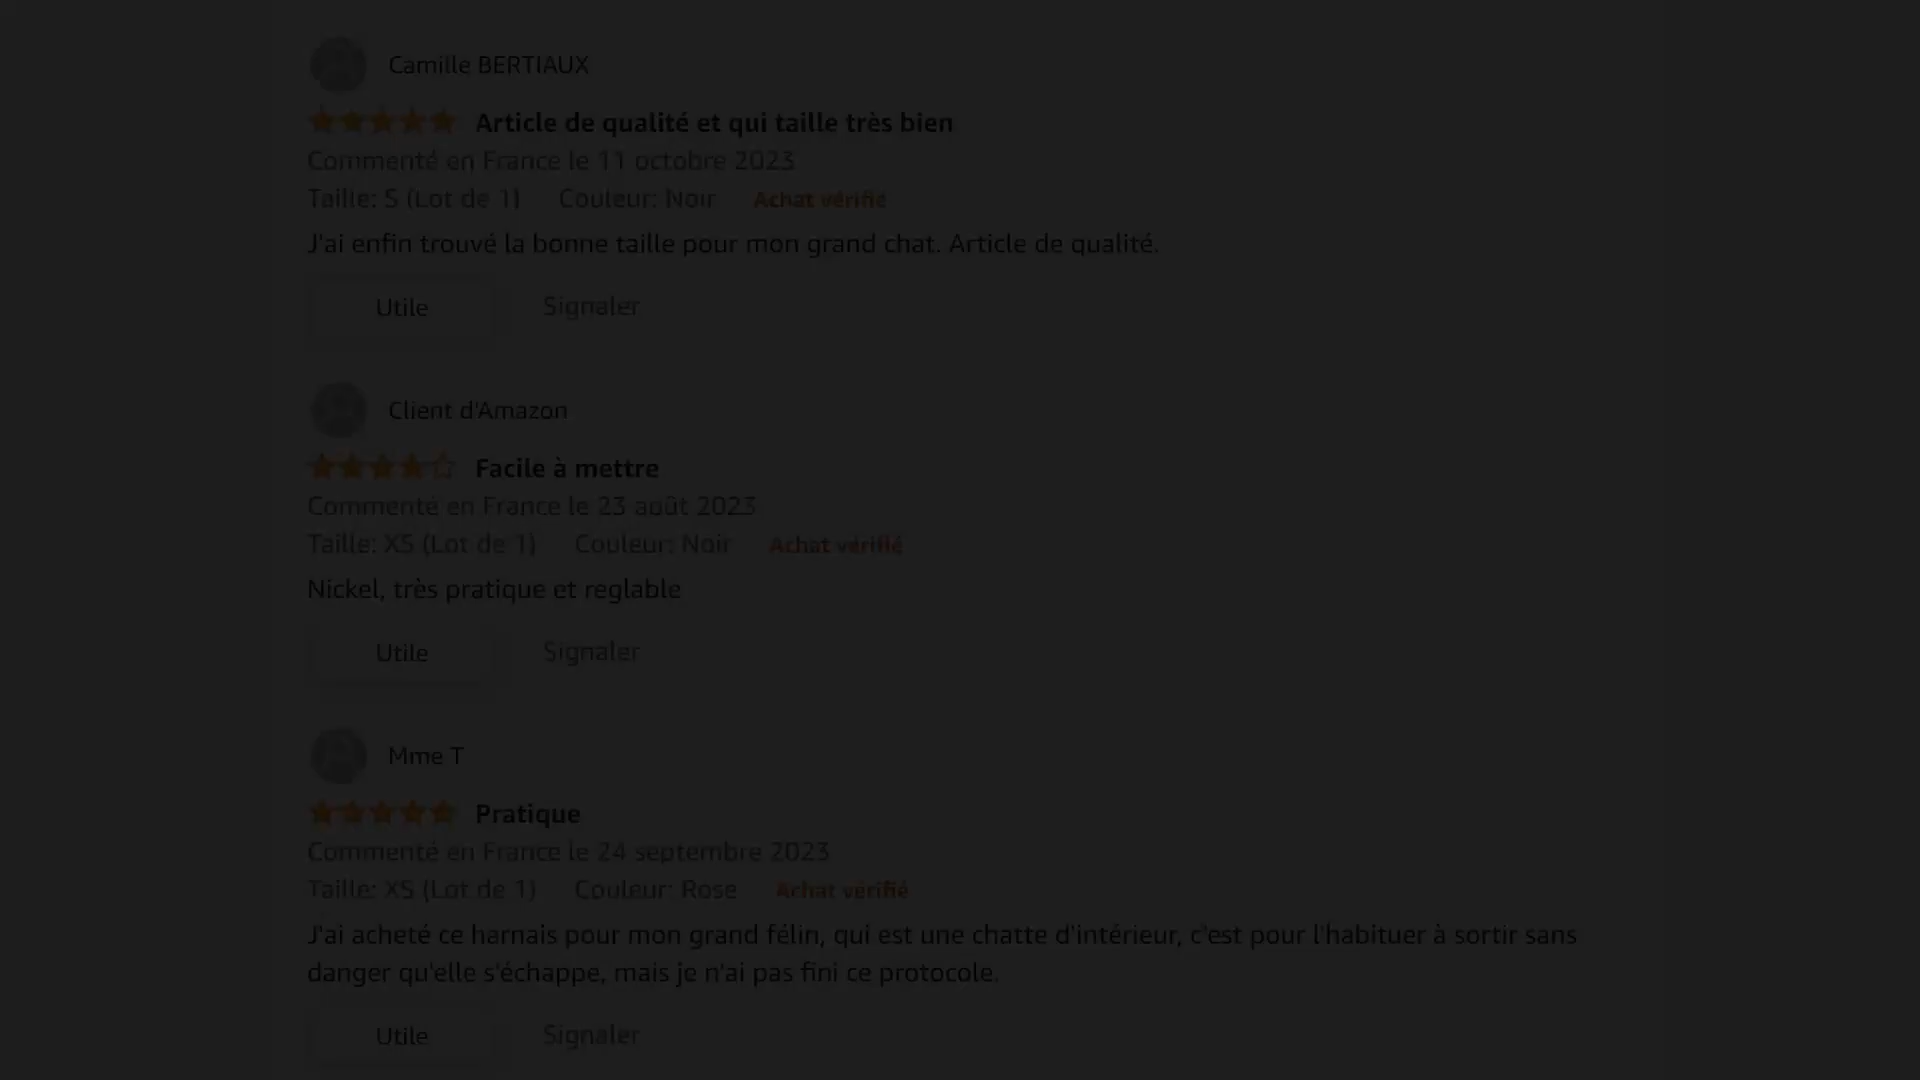 Camille BERTIAUX
Article de qualité et qui taille très bien
Commenté en France le 11 octobre 2023
Taille: S (Lot de 1) Couleur: Noir Achat vérifié
J'ai enfin trouvé la bonne taille pour mon grand chat. Article de qualité.
Utile Signaler
Client d'Amazon
Facile à mettre
Commenté en France le 23 août 2023
Taille: XS (Lot de 1) Couleur: Noir Achat vérifié
Nickel, très pratique et reglable
Utile Signaler
Mme T
Pratique
Commenté en France le 24 septembre 2023
Taille: XS (Lot de 1) Couleur: Rose Achat vérifié
J'ai acheté ce harnais pour mon grand félin, qui est une chatte d'intérieur, c'est pour l'habituer à sortir sans
danger qu'elle s'échappe, mais je n'ai pas fini ce protocole.
Utile Signaler